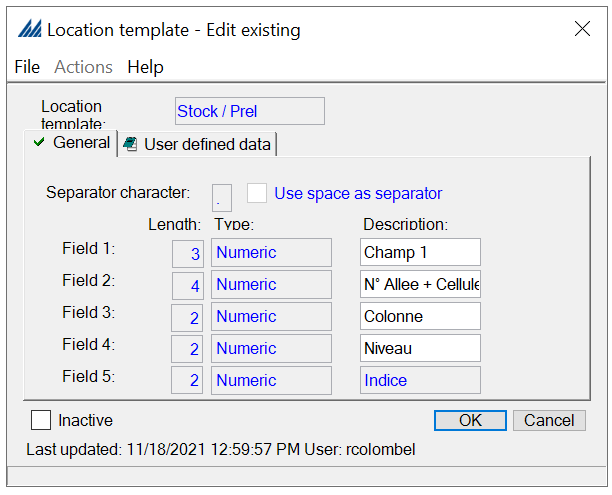 Location template - Edit existing
File Actions Help
Location template: Stock / Prel
General User defined data
Separator character: . Use space as separator
Length: Type: Description:
Field 1: 3 Numeric Champ 1
Field 2: 4 Numeric N° Allee + Cellule
Field 3: 2 Numeric Colonne
Field 4: 2 Numeric Niveau
Field 5: 2 Numeric Indice
Inactive OK Cancel
Last updated: 11/18/2021 12:59:57 PM User: rcolombel